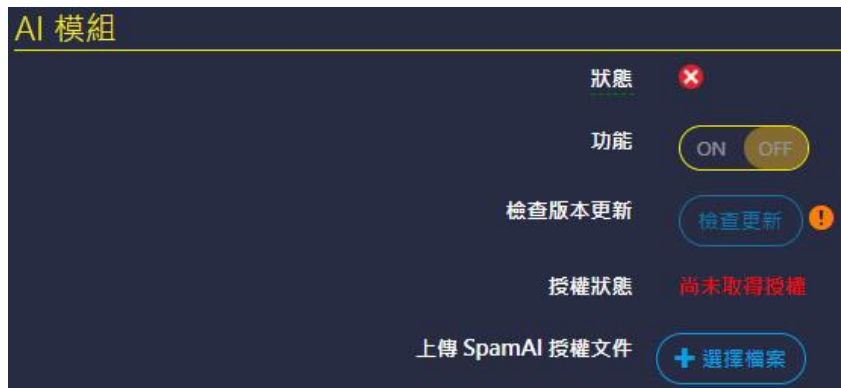 AI 模組
狀態
功能 ON OFF
檢查版本更新 檢查更新
授權狀態 尚未取得授權
上傳 SpamAI 授權文件 選擇檔案